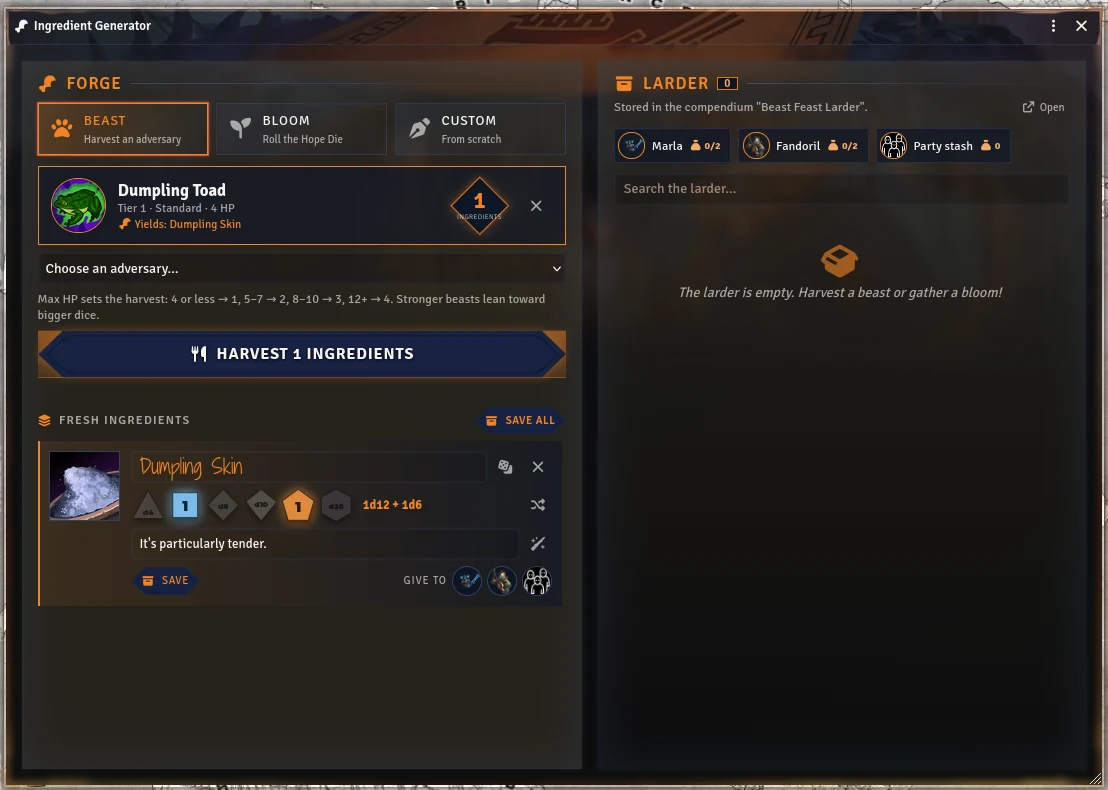 Ingredient Generator
FORGE
BEAST
Harvest an adversary
BLOOM
Roll the Hope Die
CUSTOM
From scratch
Dumpling Toad
Tier 1 · Standard · 4 HP
Yields: Dumpling Skin
1
INGREDIENTS
Choose an adversary...
Max HP sets the harvest: 4 or less → 1, 5–7 → 2, 8–10 → 3, 12+ → 4. Stronger beasts lean toward
bigger dice.
HARVEST 1 INGREDIENTS
FRESH INGREDIENTS
SAVE ALL
Dumpling Skin
d4 1 d8 d10 1 d20 1d12 + 1d6
It's particularly tender.
SAVE
GIVE TO
LARDER 0
Stored in the compendium "Beast Feast Larder".
Open
Marla 0/2
Fandoril 0/2
Party stash 0
Search the larder...
The larder is empty. Harvest a beast or gather a bloom!